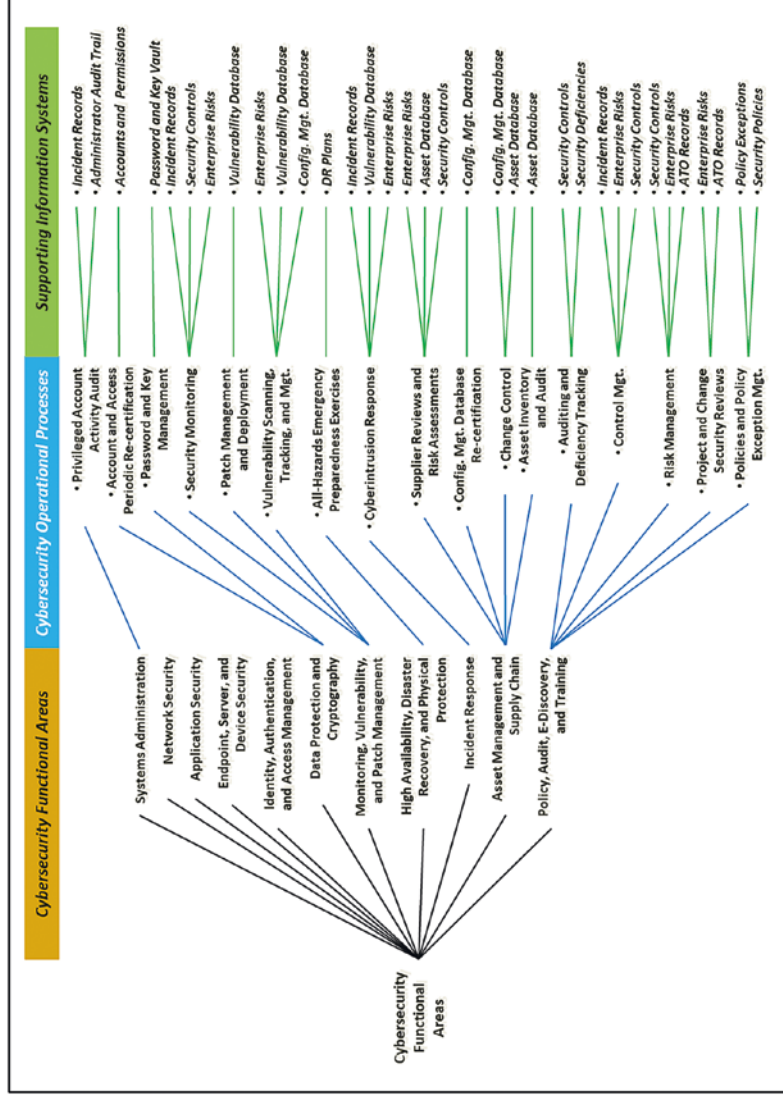 Cybersecurity Functional Areas
Cybersecurity Operational Processes
Supporting Information Systems
Cybersecurity
Functional
Areas
Systems Administration
Network Security
Application Security
Endpoint, Server, and
Device Security
Identity, Authentication,
and Access Management
Data Protection and
Cryptography
Monitoring, Vulnerability,
and Patch Management
High Availability, Disaster
Recovery, and Physical
Protection
Incident Response
Asset Management and
Supply Chain
Policy, Audit, E-Discovery,
and Training
• Privileged Account
Activity Audit
• Account and Access
Periodic Re-certification
• Password and Key
Management
• Security Monitoring
• Patch Management
and Deployment
• Vulnerability Scanning,
Tracking, and Mgt.
• All-Hazards Emergency
Preparedness Exercises
• Cyberintrusion Response
• Supplier Reviews and
Risk Assessments
• Config. Mgt. Database
Re-certification
• Change Control
• Asset Inventory
and Audit
• Auditing and
Deficiency Tracking
• Control Mgt.
• Risk Management
• Project and Change
Security Reviews
• Policies and Policy
Exception Mgt.
• Incident Records
• Administrator Audit Trail
• Accounts and Permissions
• Password and Key Vault
• Incident Records
• Security Controls
• Enterprise Risks
• Vulnerability Database
• Enterprise Risks
• Vulnerability Database
• Config. Mgt. Database
• DR Plans
• Incident Records
• Vulnerability Database
• Enterprise Risks
• Enterprise Risks
• Asset Database
• Security Controls
• Config. Mgt. Database
• Config. Mgt. Database
• Asset Database
• Asset Database
• Security Controls
• Security Deficiencies
• Incident Records
• Enterprise Risks
• Security Controls
• Security Controls
• Enterprise Risks
• ATO Records
• Enterprise Risks
• ATO Records
• Policy Exceptions
• Security Policies